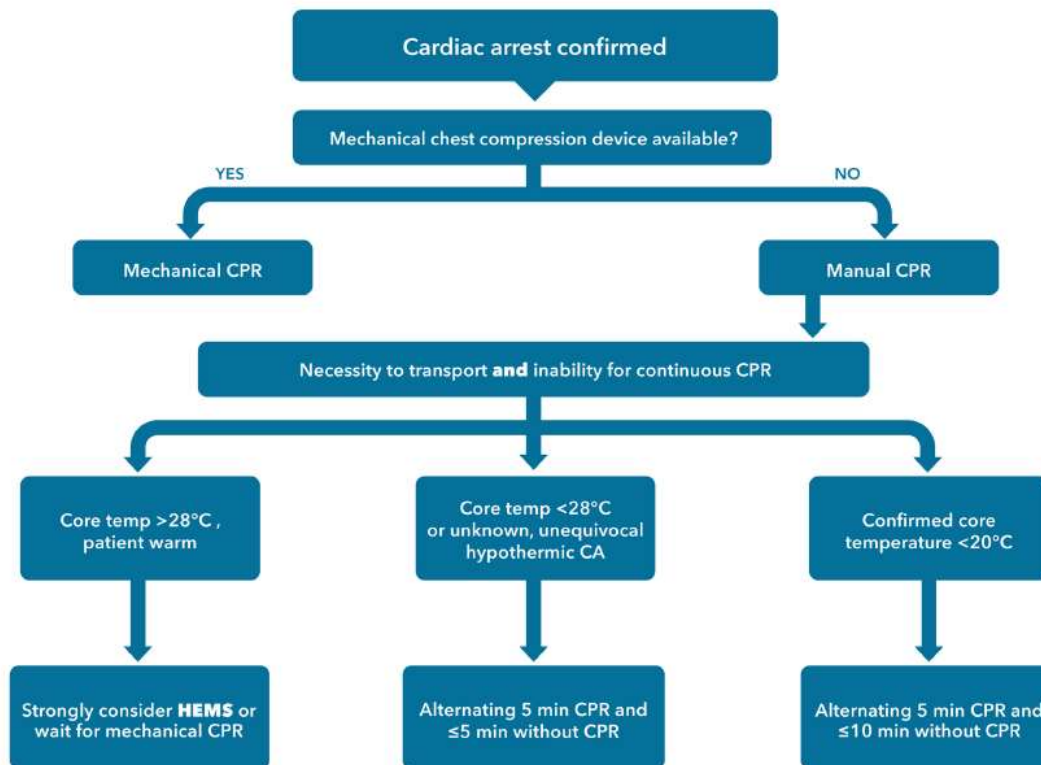 Cardiac arrest confirmed
Mechanical chest compression device available?
YES
NO
Mechanical CPR
Manual CPR
Necessity to transport and inability for continuous CPR
Core temp >28°C ,
patient warm
Core temp <28°C
or unknown, unequivocal
hypothermic CA
Confirmed core
temperature <20°C
Strongly consider HEMS or
wait for mechanical CPR
Alternating 5 min CPR and
≤5 min without CPR
Alternating 5 min CPR and
≤10 min without CPR